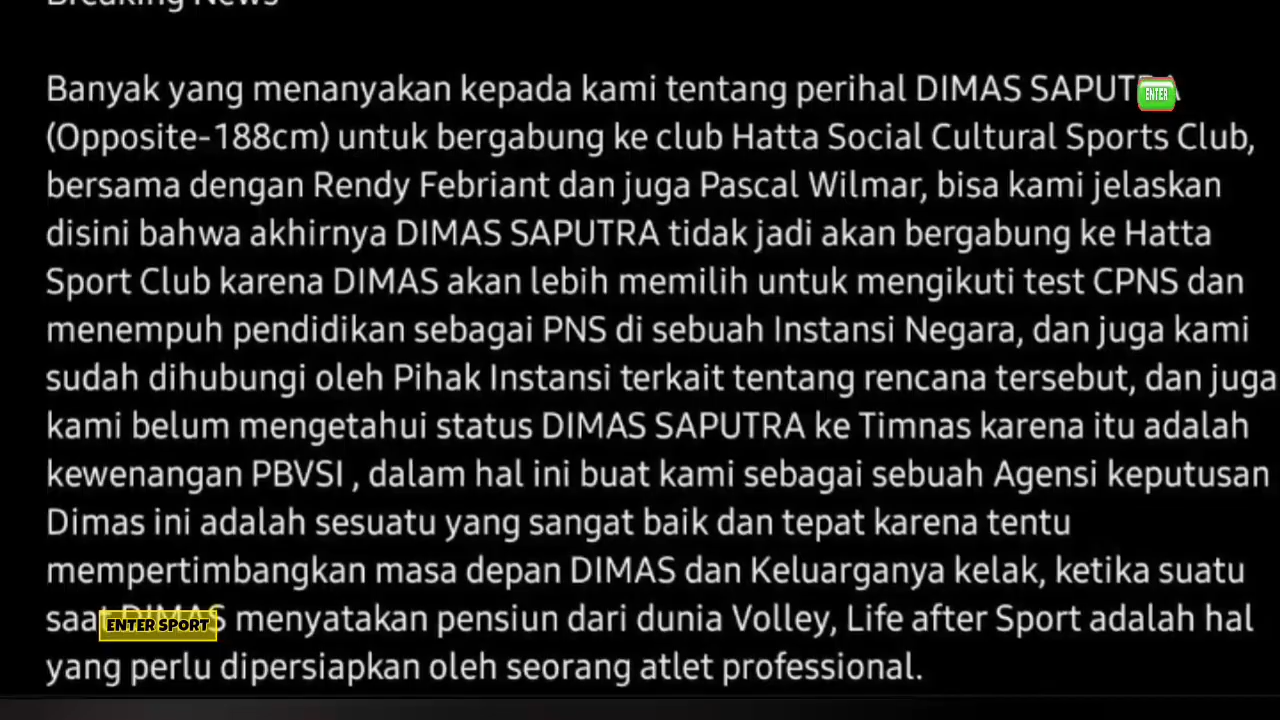 Breaking News
Banyak yang menanyakan kepada kami tentang perihal DIMAS SAPUTRA
ENTER
(Opposite-188cm) untuk bergabung ke club Hatta Social Cultural Sports Club,
bersama dengan Rendy Febriant dan juga Pascal Wilmar, bisa kami jelaskan
disini bahwa akhirnya DIMAS SAPUTRA tidak jadi akan bergabung ke Hatta
Sport Club karena DIMAS akan lebih memilih untuk mengikuti test CPNS dan
menempuh pendidikan sebagai PNS di sebuah Instansi Negara, dan juga kami
sudah dihubungi oleh Pihak Instansi terkait tentang rencana tersebut, dan juga
kami belum mengetahui status DIMAS SAPUTRA ke Timnas karena itu adalah
kewenangan PBVSI , dalam hal ini buat kami sebagai sebuah Agensi keputusan
Dimas ini adalah sesuatu yang sangat baik dan tepat karena tentu
mempertimbangkan masa depan DIMAS dan Keluarganya kelak, ketika suatu
saat DIMAS menyatakan pensiun dari dunia Volley, Life after Sport adalah hal
ENTER SPORT
yang perlu dipersiapkan oleh seorang atlet professional.